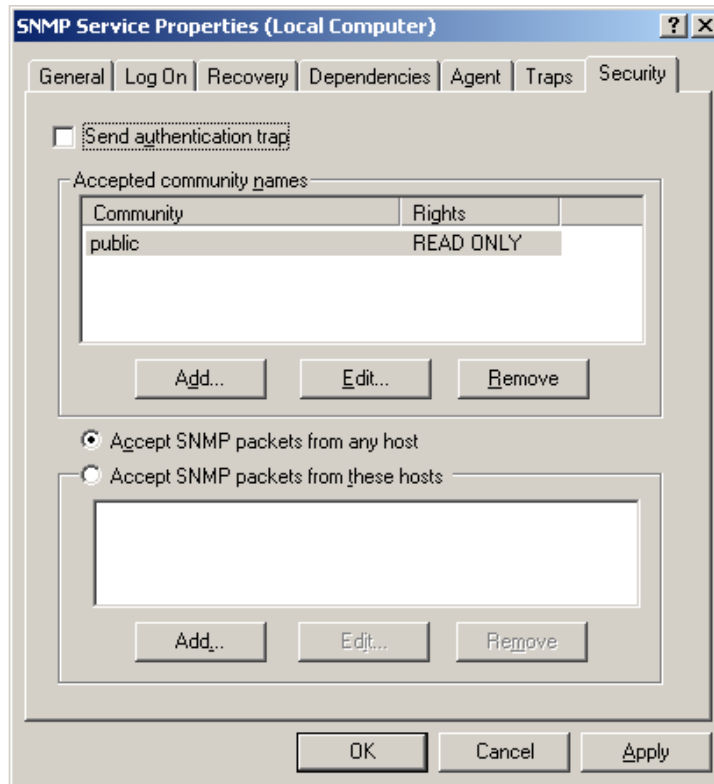 SNMP Service Properties (Local Computer)
General Log On Recovery Dependencies Agent Traps Security
Send authentication trap
Accepted community names
Community Rights
public READ ONLY
Add... Edit... Remove
Accept SNMP packets from any host
Accept SNMP packets from these hosts
Add... Edit... Remove
OK Cancel Apply